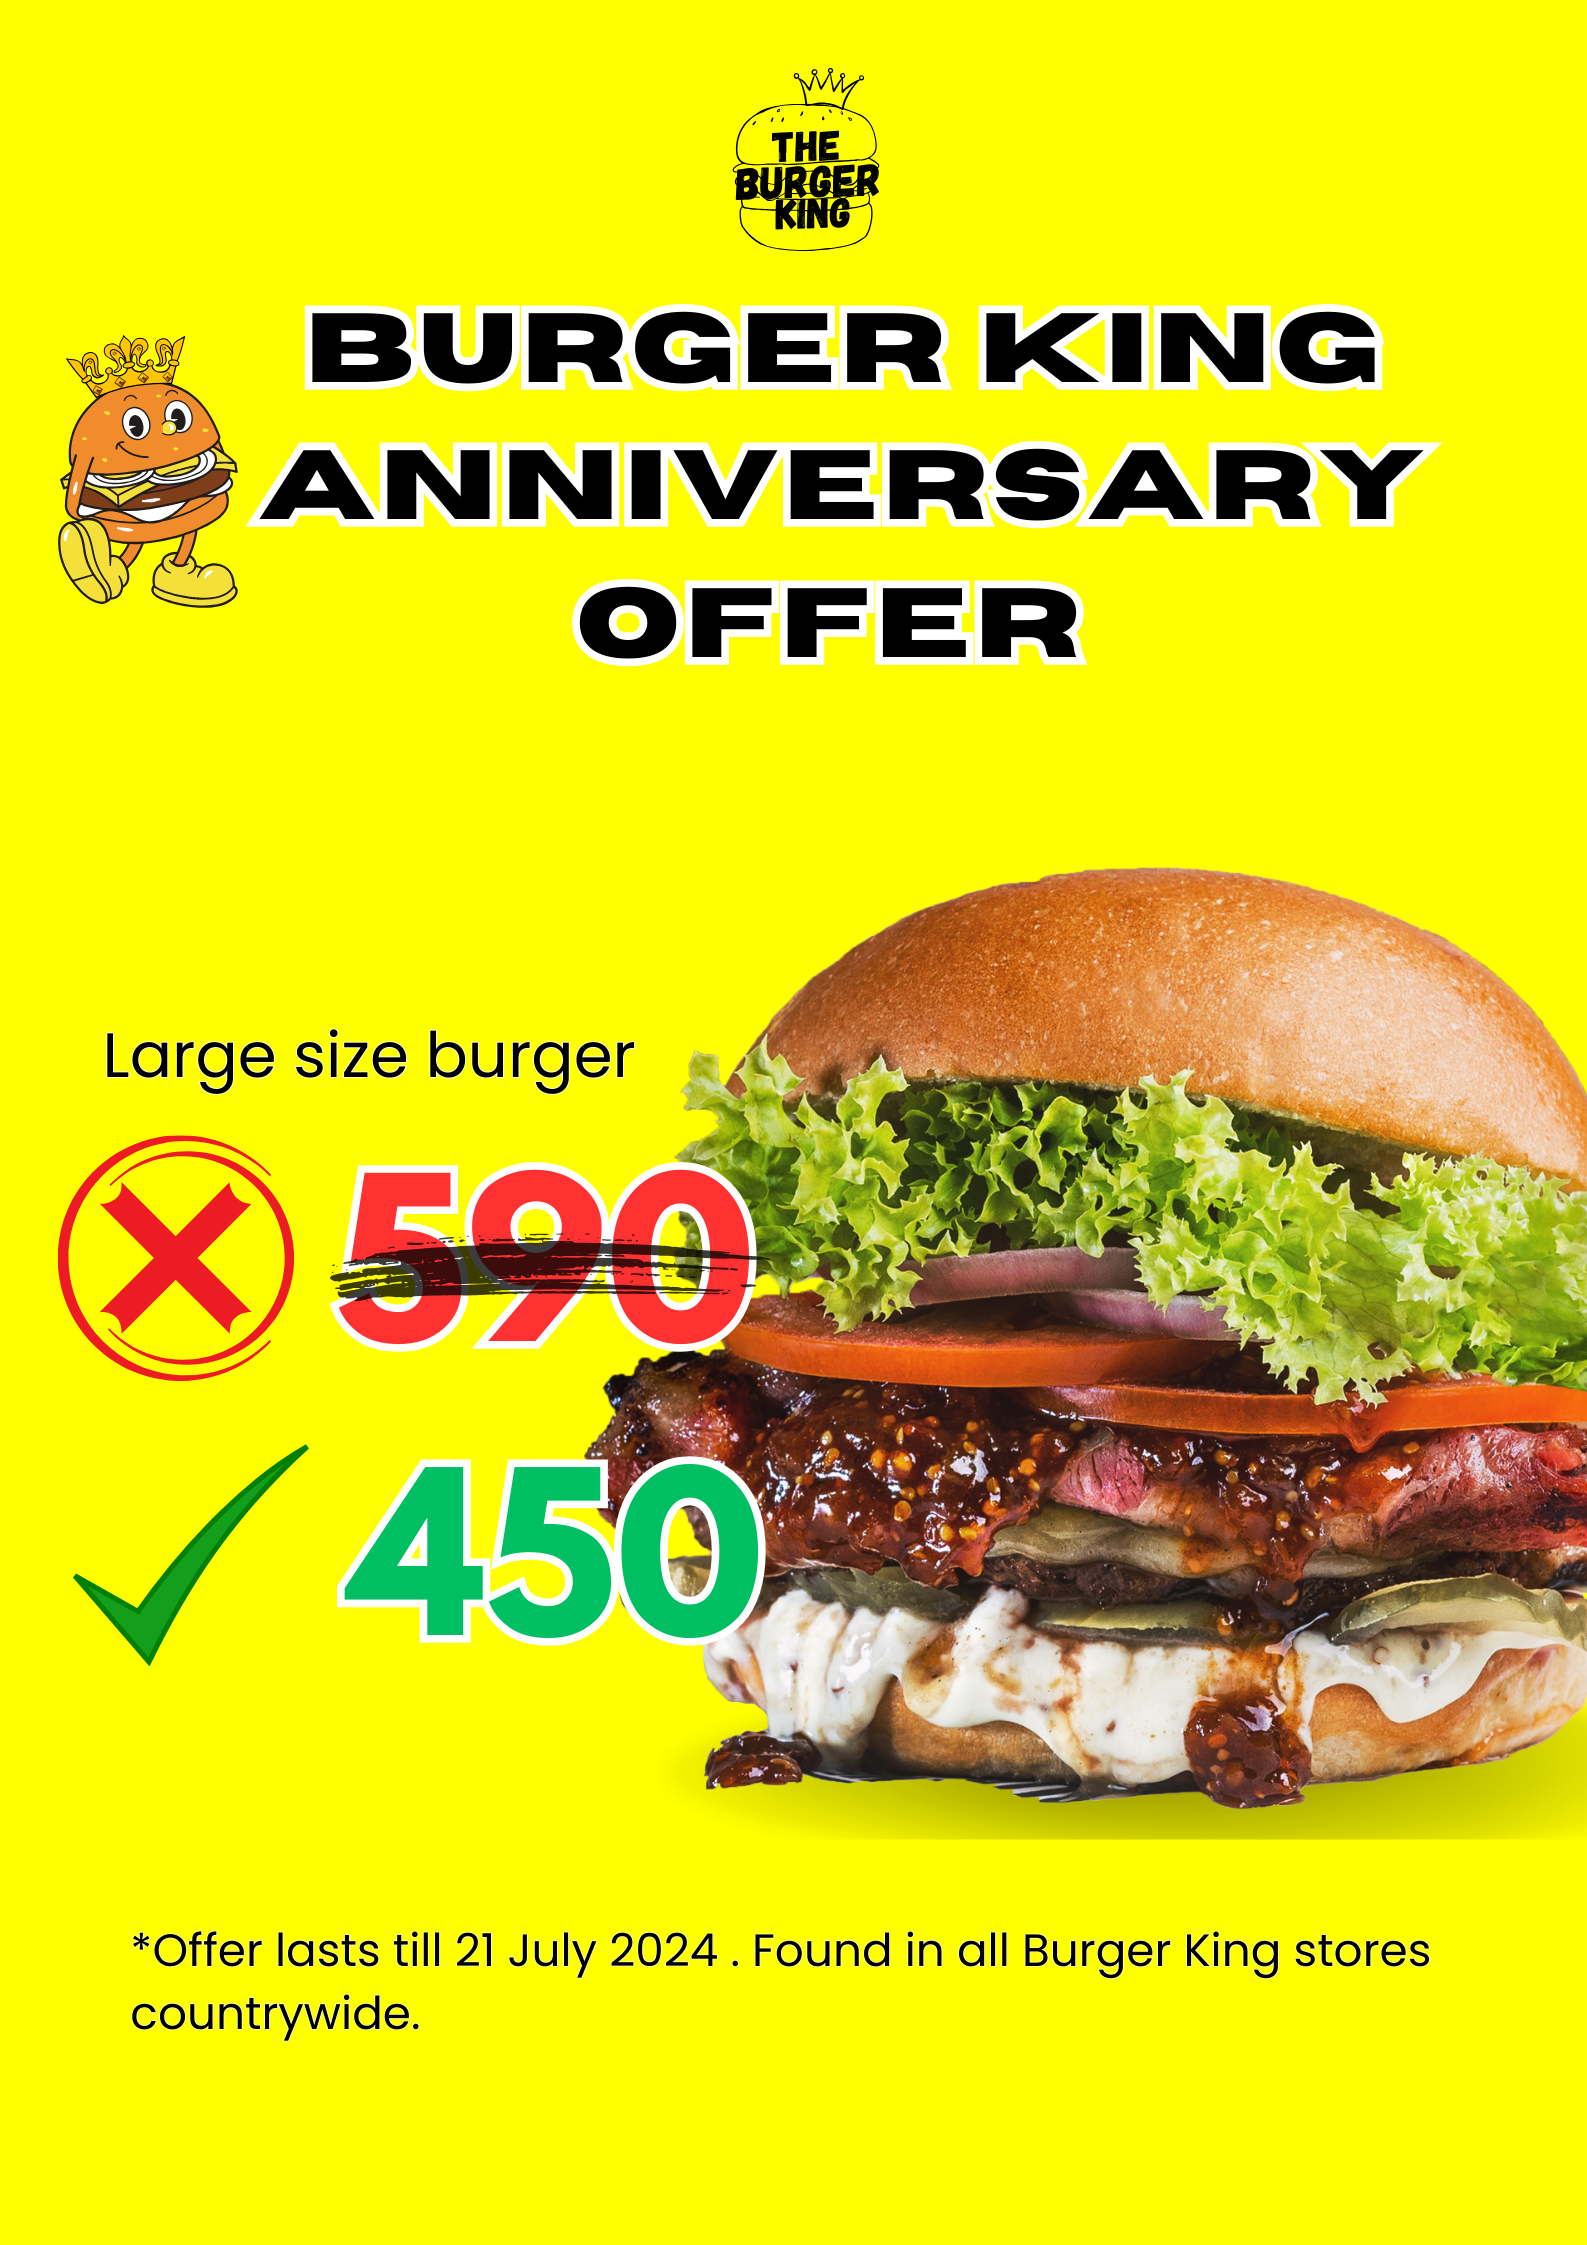 THE
BURGER
KING
BURGER KING
ANNIVERSARY
OFFER
Large size burger
590
450
*Offer lasts till 21 July 2024 . Found in all Burger King stores
countrywide.